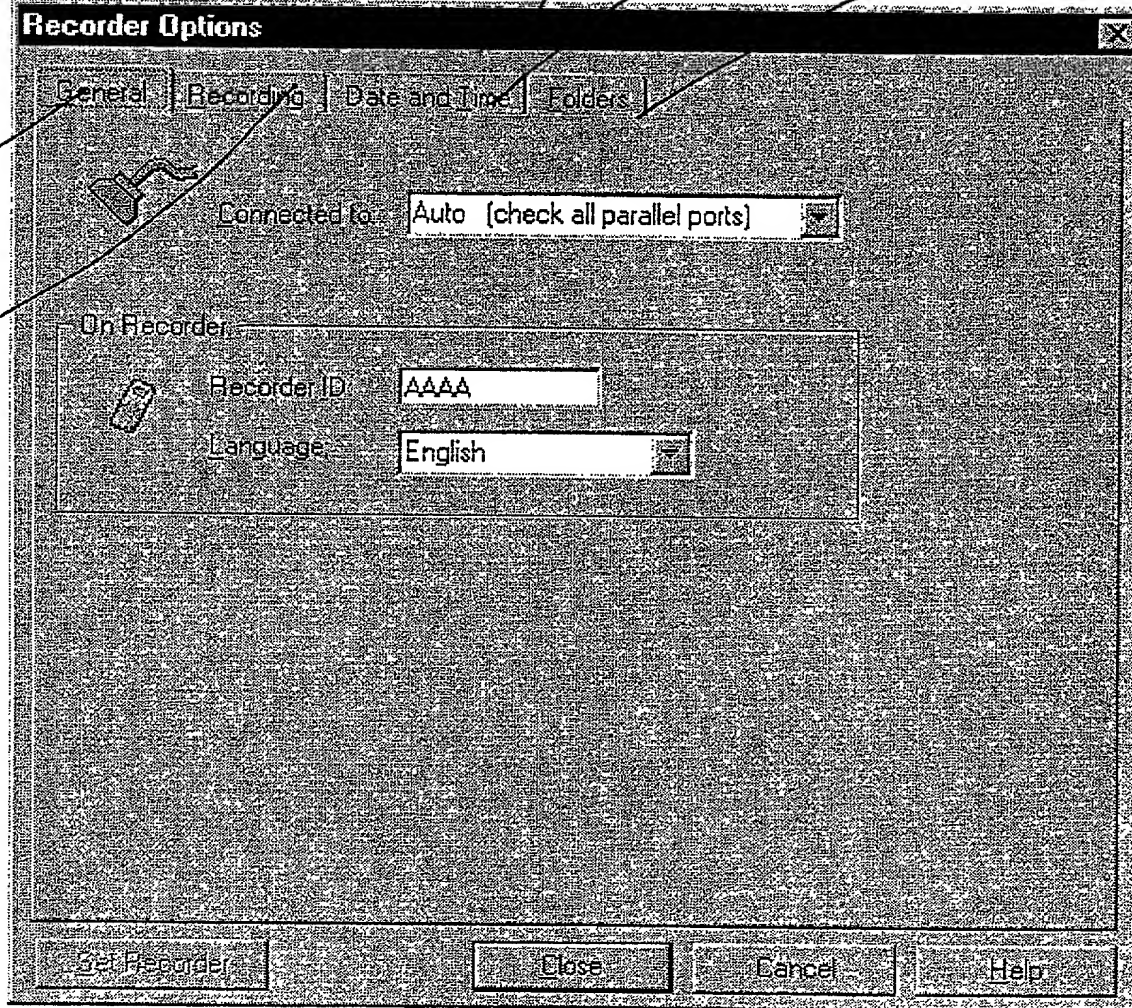 Recorder Options
General Recording Date and Time Folders
Connected to: Auto (check all parallel ports)
On Recorder
Recorder ID: AAAA
Language: English
Set Recorder Close Cancel Help